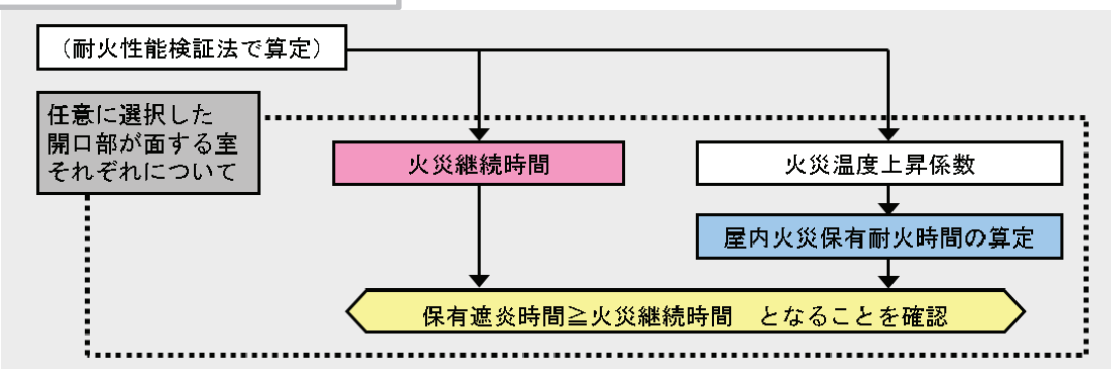 （耐火性能検証法で算定）
任意に選択した
開口部が面する室
それぞれについて
火災継続時間
火災温度上昇係数
屋内火災保有耐火時間の算定
保有遮炎時間≧火災継続時間　となることを確認